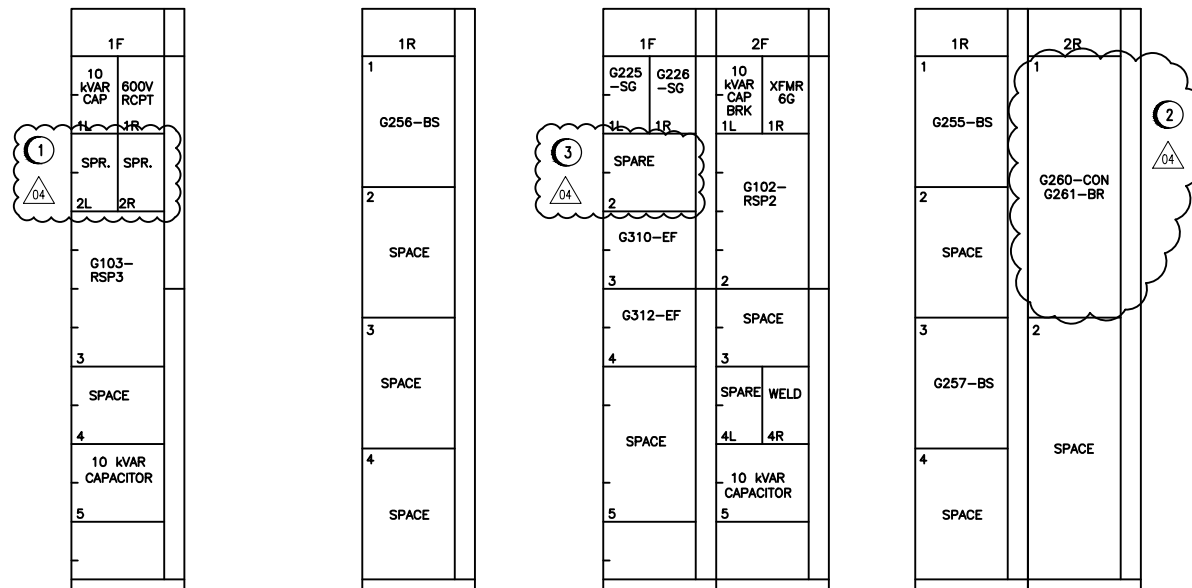 1F
10
kVAR
CAP
1L
600V
RCPT
1R
1
04
SPR.
2L
SPR.
2R
G103-
RSP3
3
SPACE
4
10 kVAR
CAPACITOR
5
1R
1
G256-BS
2
SPACE
3
SPACE
4
SPACE
1F
G225
-SG
1L
G226
-SG
1R
3
04
SPARE
2
G310-EF
3
G312-EF
4
SPACE
5
2F
10
kVAR
CAP
BRK
1L
XFMR
6G
1R
G102-
RSP2
2
SPACE
3
SPARE
4L
WELD
4R
10 kVAR
CAPACITOR
5
1R
1
G255-BS
2
SPACE
3
G257-BS
4
SPACE
2R
1
G260-CON
G261-BR
2
04
2
SPACE